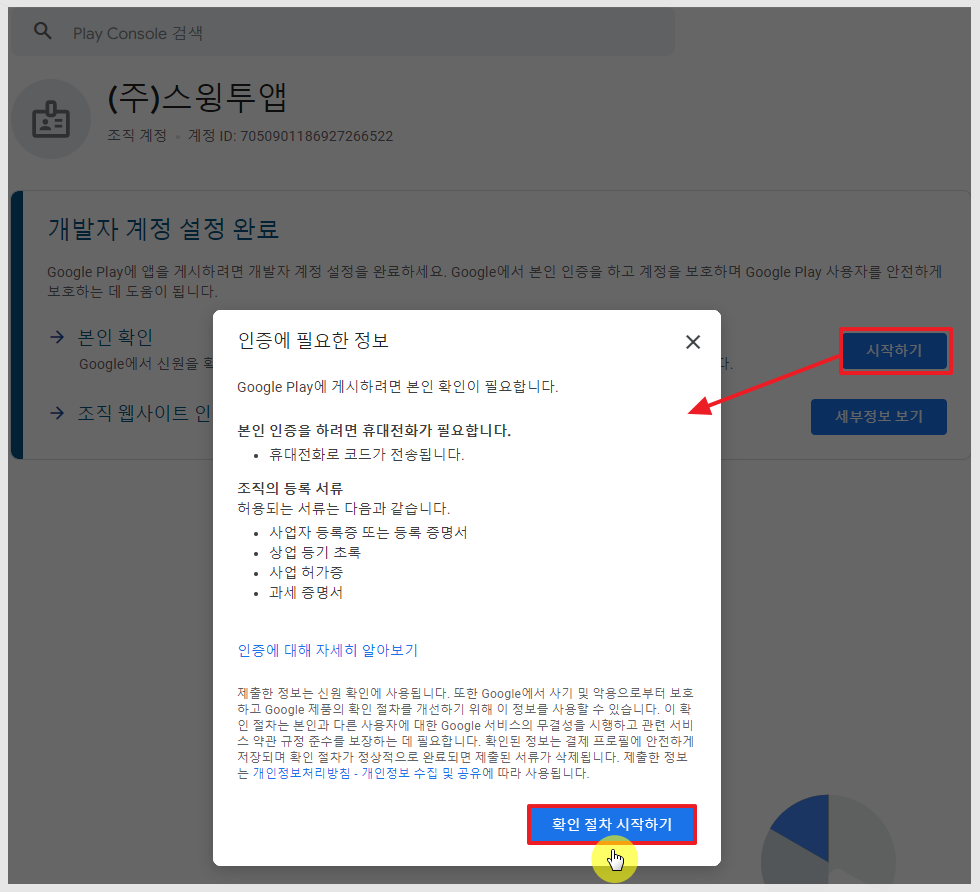 Play Console 검색
(주)스윙투앱
조직 계정 • 계정 ID: 7050901186927266522
개발자 계정 설정 완료
Google Play에 앱을 게시하려면 개발자 계정 설정을 완료하세요. Google에서 본인 인증을 하고 계정을 보호하며 Google Play 사용자를 안전하게
보호하는 데 도움이 됩니다.
→ 본인 확인
Google에서 신원을 확
다.
시작하기
→ 조직 웹사이트 인
세부정보 보기
인증에 필요한 정보
Google Play에 게시하려면 본인 확인이 필요합니다.
본인 인증을 하려면 휴대전화가 필요합니다.
• 휴대전화로 코드가 전송됩니다.
조직의 등록 서류
허용되는 서류는 다음과 같습니다.
• 사업자 등록증 또는 등록 증명서
• 상업 등기 초록
• 사업 허가증
• 과세 증명서
인증에 대해 자세히 알아보기
제출한 정보는 신원 확인에 사용됩니다. 또한 Google에서 사기 및 악용으로부터 보호
하고 Google 제품의 확인 절차를 개선하기 위해 이 정보를 사용할 수 있습니다. 이 확
인 절차는 본인과 다른 사용자에 대한 Google 서비스의 무결성을 시행하고 관련 서비
스 약관 규정 준수를 보장하는 데 필요합니다. 확인된 정보는 결제 프로필에 안전하게
저장되며 확인 절차가 정상적으로 완료되면 제출된 서류가 삭제됩니다. 제출한 정보
는 개인정보처리방침 - 개인정보 수집 및 공유에 따라 사용됩니다.
확인 절차 시작하기